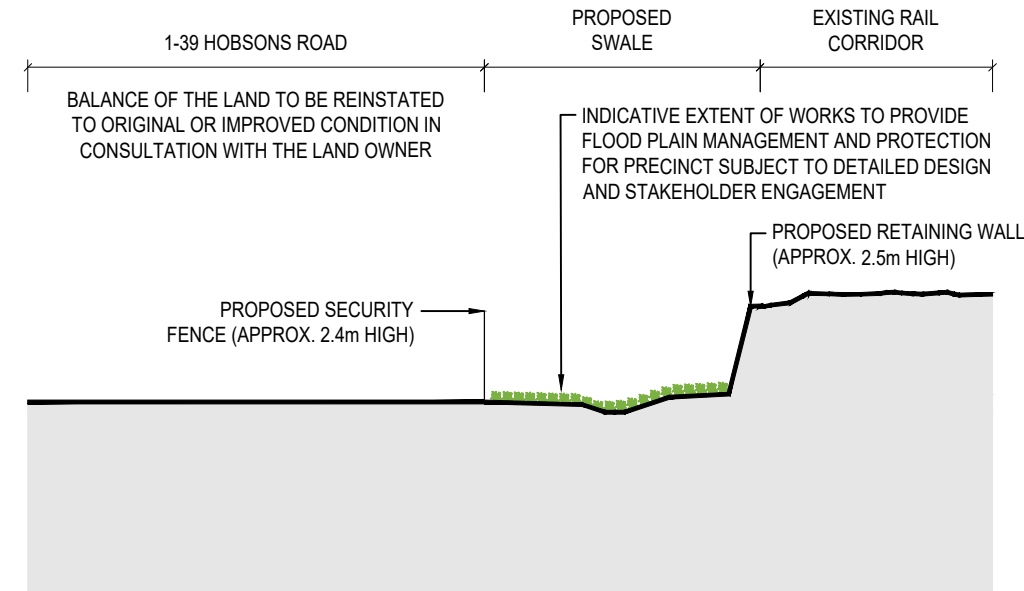 1-39 HOBSONS ROAD
PROPOSED
SWALE
EXISTING RAIL
CORRIDOR
BALANCE OF THE LAND TO BE REINSTATED
TO ORIGINAL OR IMPROVED CONDITION IN
CONSULTATION WITH THE LAND OWNER
INDICATIVE EXTENT OF WORKS TO PROVIDE
FLOOD PLAIN MANAGEMENT AND PROTECTION
FOR PRECINCT SUBJECT TO DETAILED DESIGN
AND STAKEHOLDER ENGAGEMENT
PROPOSED RETAINING WALL
(APPROX. 2.5m HIGH)
PROPOSED SECURITY
FENCE (APPROX. 2.4m HIGH)